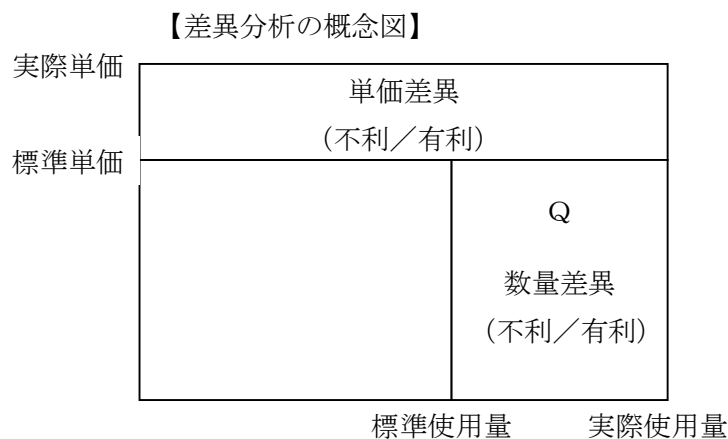 【差異分析の概念図】
実際単価
単価差異
（不利／有利）
標準単価
Q
数量差異
（不利／有利）
標準使用量 実際使用量